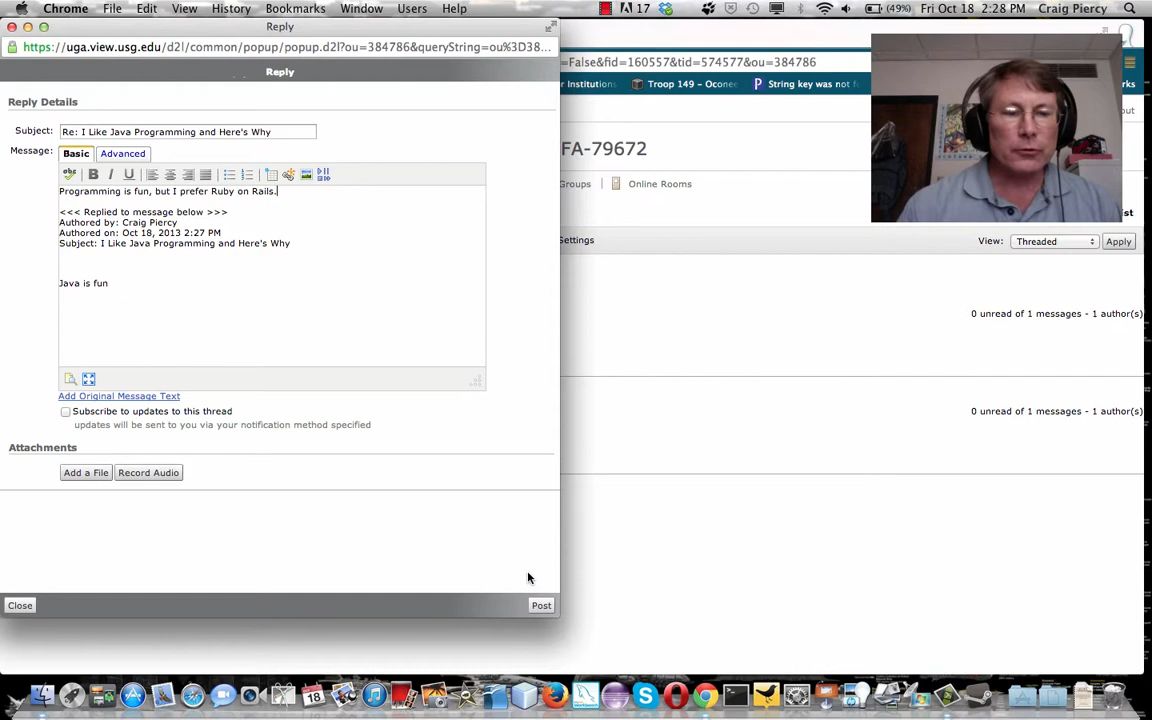 Chrome File Edit View History Bookmarks Window Users Help 17 (49%) Fri Oct 18 2:28 PM Craig Piercy
Reply
https://uga.view.usg.edu/d2l/common/popup/popup.d2l?ou=384786&queryString=ou%3D38...
=False&fid=160557&tid=574577&ou=384786
Reply
ur Institutions Troop 149 – Ocone String key was not f rks
Reply Details
out
Subject: Re: I Like Java Programming and Here's Why
FA-79672
Message: Basic Advanced
Programming is fun, but I prefer Ruby on Rails.
Groups Online Rooms
<<< Replied to message below >>>
Authored by: Craig Piercy
Authored on: Oct 18, 2013 2:27 PM
Subject: I Like Java Programming and Here's Why
ist
Settings View: Threaded Apply
Java is fun
0 unread of 1 messages - 1 author(s)
Add Original Message Text
Subscribe to updates to this thread
0 unread of 1 messages - 1 author(s)
updates will be sent to you via your notification method specified
Attachments
Add a File Record Audio
Close Post
18